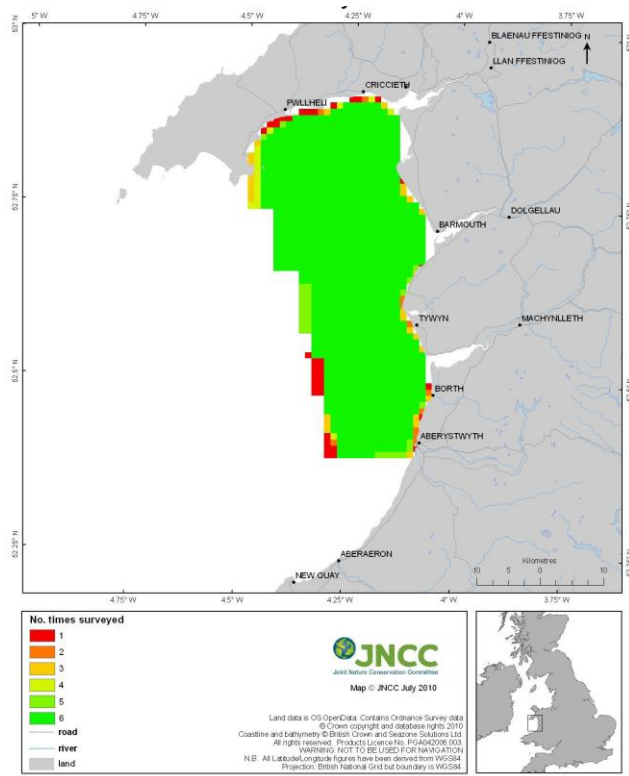 5° W 4.75° W 4.5° W 4.25° W 4° W 3.75° W
53° N
BLAENAU FFESTINIOG
N
LLAN FFESTINIOG
CRICCIETH
PWLLHELI
52.75° N
DOLGELLAU
BARMOUTH
TYWYN
MACHYNLLETH
52.5° N
BORTH
ABERYSTWYTH
52.25° N
ABERAERON
Kilometres
10 5 0 10
NEW QUAY
4.75° W 4.5° W 4.25° W 4° W 3.75° W
No. times surveyed
1
2
3
4
5
6
road
river
land
JNCC
Joint Nature Conservation Committee
Map © JNCC July 2010
Land data is OS OpenData: Contains Ordnance Survey data
© Crown copyright and database rights 2010
Coastline and bathymetry © British Crown and Seazone Solutions Ltd.
All rights reserved. Products Licence No. PGA042006.003.
WARNING: NOT TO BE USED FOR NAVIGATION
N.B. All Latitude/Longitude figures have been derived from WGS84.
Projection: British National Grid but boundary is WGS84.